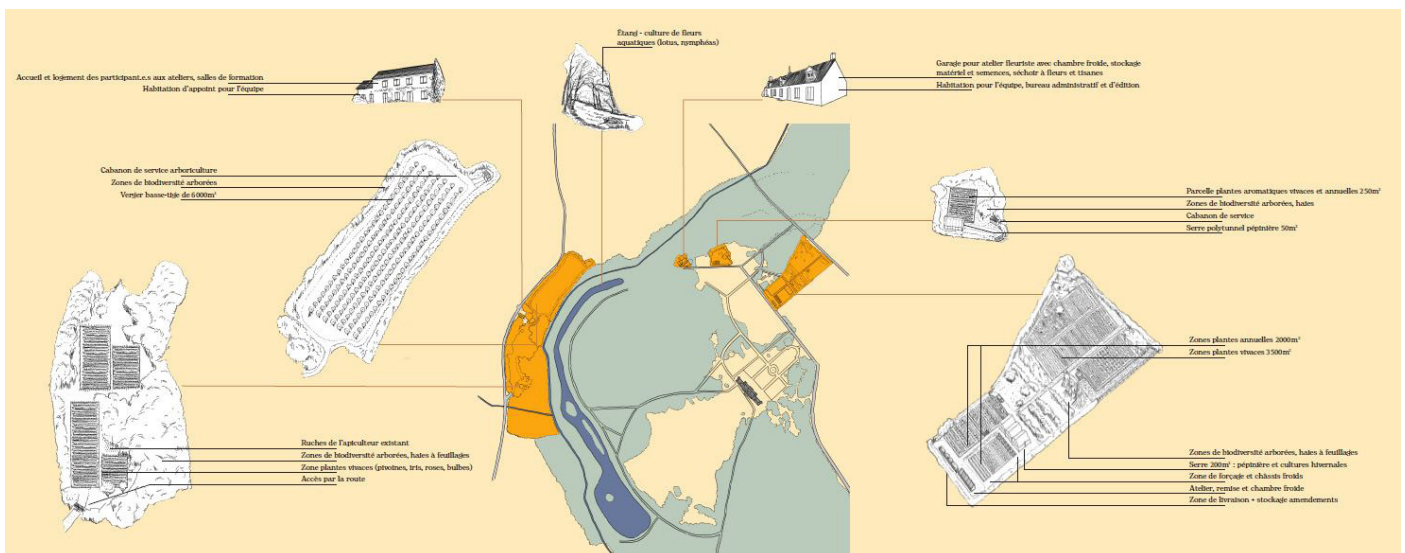 Étang - culture de fleurs
aquatiques (lotus, nymphéas)
Accueil et logement des participant.e.s aux ateliers, salles de formation
Habitation d'appoint pour l'équipe
Garage pour atelier fleuriste avec chambre froide, stockage
matériel et semences, séchoir à fleurs et tisanes
Habitation pour l'équipe, bureau administratif et d'édition
Cabanon de service arboriculture
Zones de biodiversité arborées
Verger basse-tige de 6000m²
Parcelle plantes aromatiques vivaces et annuelles 250m²
Zones de biodiversité arborées, haies
Cabanon de service
Serre polytunnel pépinière 50m²
Zones plantes annuelles 2000m²
Zones plantes vivaces 3500m²
Ruches de l'apiculteur existant
Zones de biodiversité arborées, haies à feuillages
Zone plantes vivaces (pivoines, iris, roses, bulbes)
Accès par la route
Zones de biodiversité arborées, haies à feuillages
Serre 200m² : pépinière et cultures hivernales
Zone de forçage et châssis froids
Atelier, remise et chambre froide
Zone de livraison + stockage amendements